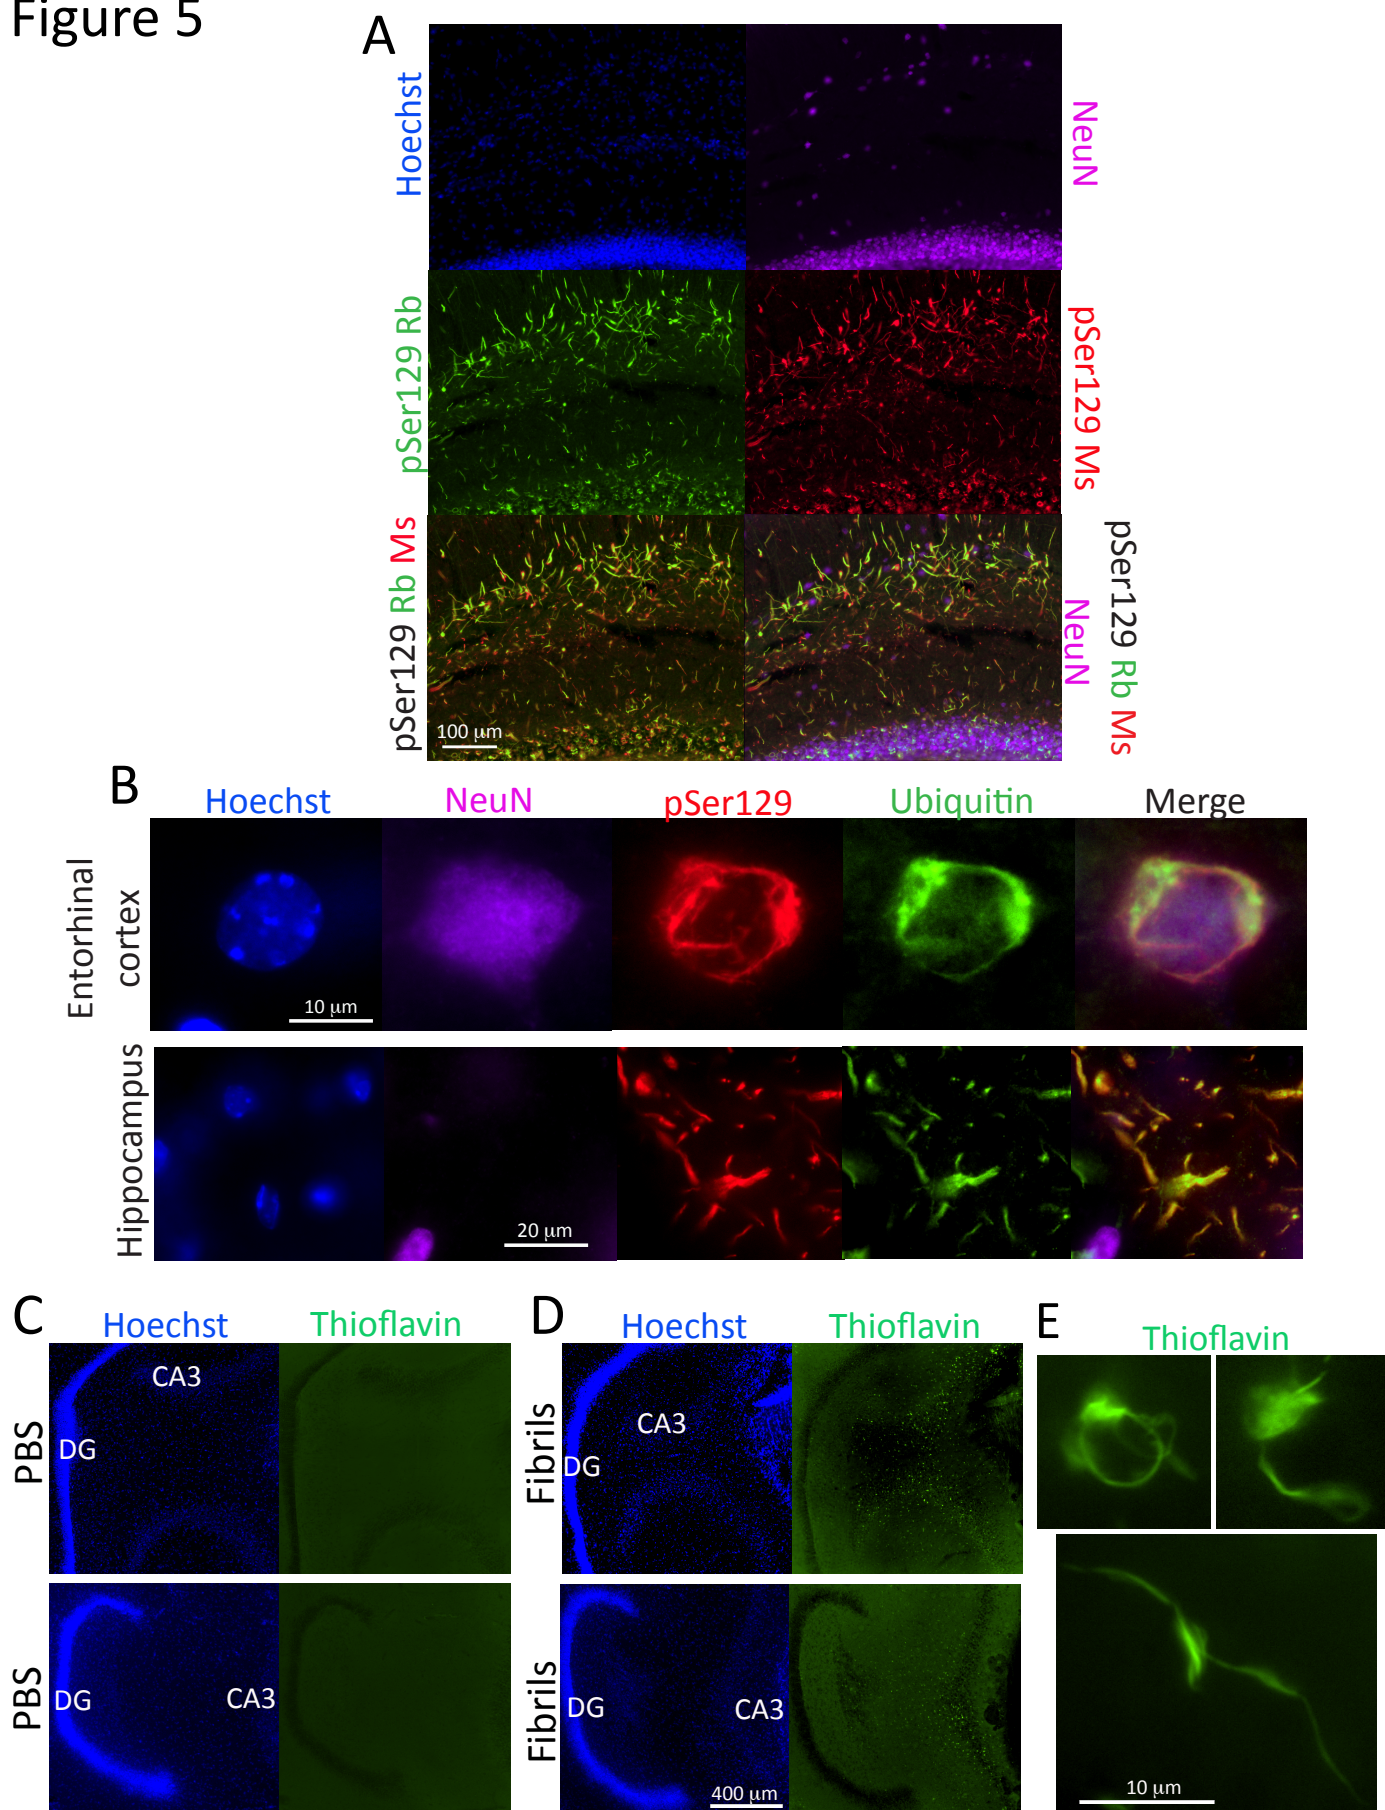 Figure 5
A
Hoechst
NeuN
pSer129 Rb
pSer129 Ms
pSer129 Rb Ms
100 µm
NeuN
pSer129 Rb Ms
B
Hoechst
NeuN
pSer129
Ubiquitin
Merge
Entorhinal
cortex
10 µm
Hippocampus
20 µm
C
Hoechst
Thioflavin
D
Hoechst
Thioflavin
E
Thioflavin
PBS
CA3
DG
Fibrils
CA3
DG
PBS
DG
CA3
Fibrils
DG
CA3
400 µm
10 µm